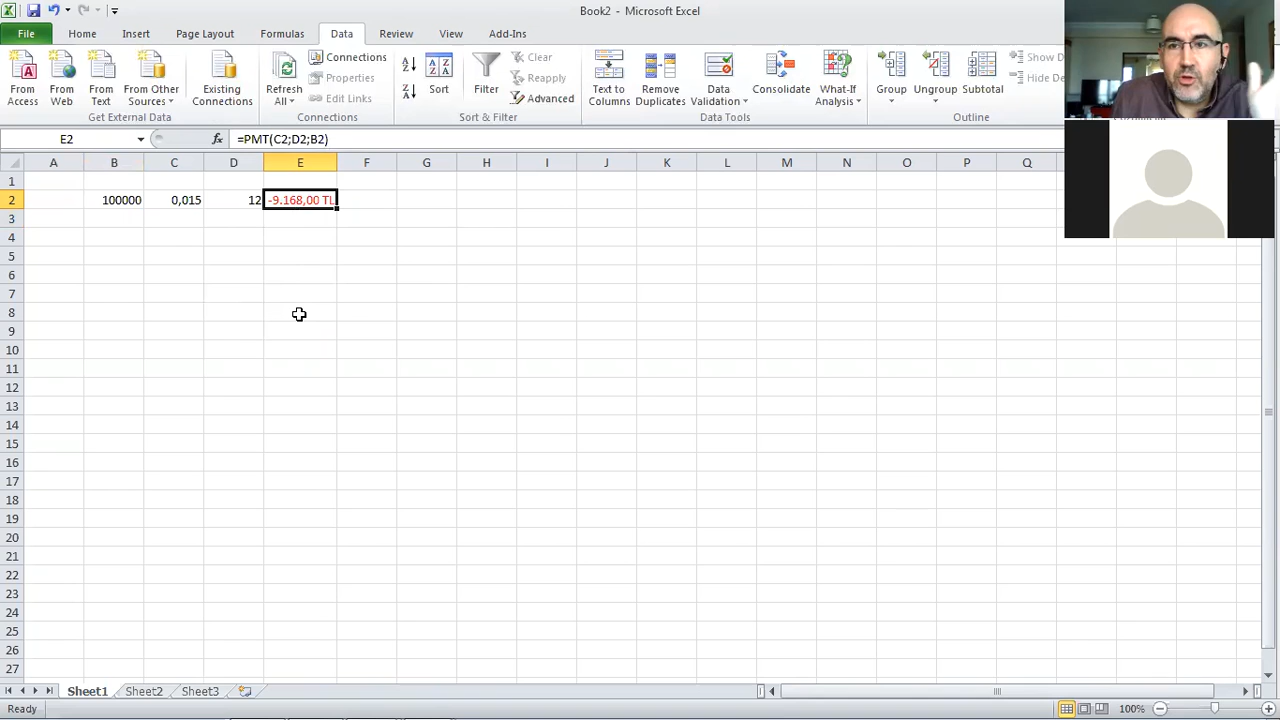 Book2 - Microsoft Excel
File Home Insert Page Layout Formulas Data Review View Add-Ins
From Access
From Web
From Text
From Other Sources
Existing Connections
Refresh All
Connections
Properties
Edit Links
Sort
Filter
Clear
Reapply
Advanced
Text to Columns
Remove Duplicates
Data Validation
Consolidate
What-If Analysis
Group
Ungroup
Subtotal
Show D
Hide De
Get External Data
Connections
Sort & Filter
Data Tools
Outline
E2 fx =PMT(C2;D2;B2)
A B C D E F G H I J K L M N O P Q
1
2 100000 0,015 12 -9.168,00 TL
3
4
5
6
7
8
9
10
11
12
13
14
15
16
17
18
19
20
21
22
23
24
25
26
27
Sheet1 Sheet2 Sheet3
Ready 100%